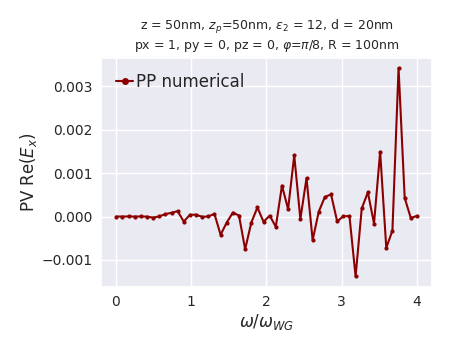 z = 50nm, z_p=50nm, ε_2 = 12, d = 20nm
px = 1, py = 0, pz = 0, φ=π/8, R = 100nm
PP numerical
0.003
0.002
0.001
0.000
−0.001
PV Re(E_x)
0 1 2 3 4
ω/ω_WG